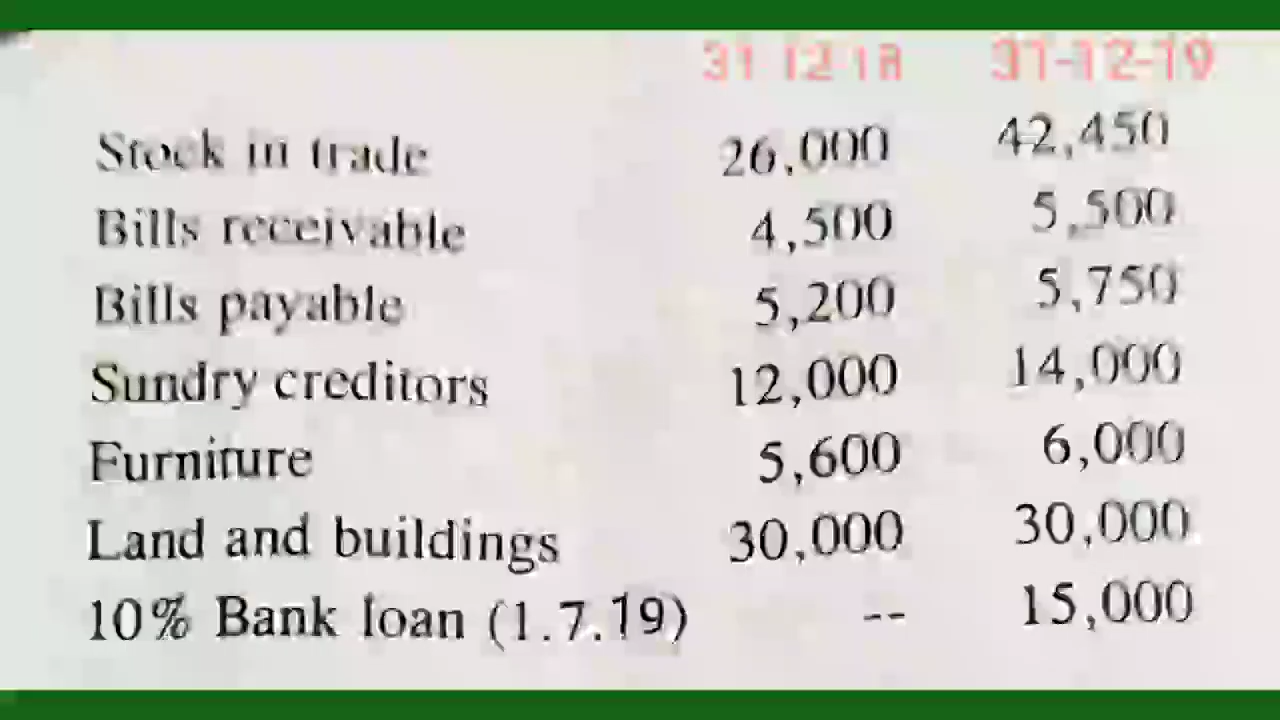 31-12-18 31-12-19
Stock in trade 26,000 42,450
Bills receivable 4,500 5,500
Bills payable 5,200 5,750
Sundry creditors 12,000 14,000
Furniture 5,600 6,000
Land and buildings 30,000 30,000
10% Bank loan (1.7.19) -- 15,000